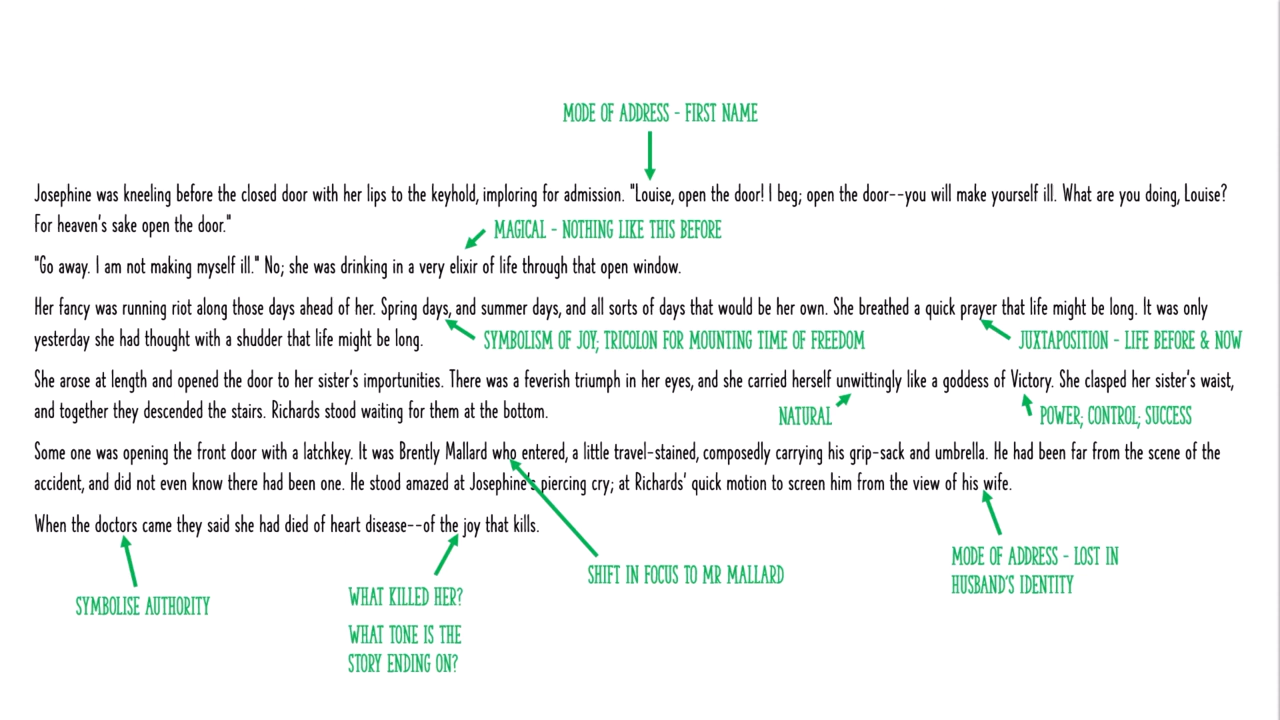 MODE OF ADDRESS - FIRST NAME
Josephine was kneeling before the closed door with her lips to the keyhold, imploring for admission. "Louise, open the door! I beg; open the door--you will make yourself ill. What are you doing, Louise?
For heaven's sake open the door."
MAGICAL - NOTHING LIKE THIS BEFORE
"Go away. I am not making myself ill." No; she was drinking in a very elixir of life through that open window.
Her fancy was running riot along those days ahead of her. Spring days, and summer days, and all sorts of days that would be her own. She breathed a quick prayer that life might be long. It was only
yesterday she had thought with a shudder that life might be long.
SYMBOLISM OF JOY; TRICOLON FOR MOUNTING TIME OF FREEDOM
JUXTAPOSITION - LIFE BEFORE & NOW
She arose at length and opened the door to her sister's importunities. There was a feverish triumph in her eyes, and she carried herself unwittingly like a goddess of Victory. She clasped her sister's waist,
and together they descended the stairs. Richards stood waiting for them at the bottom.
NATURAL
POWER; CONTROL; SUCCESS
Some one was opening the front door with a latchkey. It was Brently Mallard who entered, a little travel-stained, composedly carrying his grip-sack and umbrella. He had been far from the scene of the
accident, and did not even know there had been one. He stood amazed at Josephine's piercing cry; at Richards' quick motion to screen him from the view of his wife.
When the doctors came they said she had died of heart disease--of the joy that kills.
MODE OF ADDRESS - LOST IN
HUSBAND'S IDENTITY
SHIFT IN FOCUS TO MR MALLARD
SYMBOLISE AUTHORITY
WHAT KILLED HER?
WHAT TONE IS THE
STORY ENDING ON?